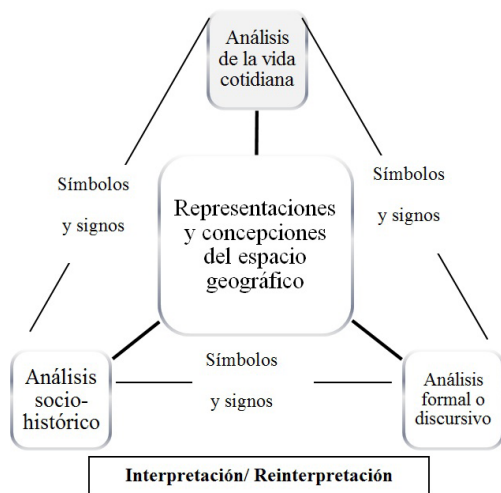 Análisis
de la vida
cotidiana
Símbolos
y signos
Símbolos
y signos
Representaciones
y concepciones
del espacio
geográfico
Análisis
socio-
histórico
Símbolos
y signos
Análisis
formal o
discursivo
Interpretación/ Reinterpretación